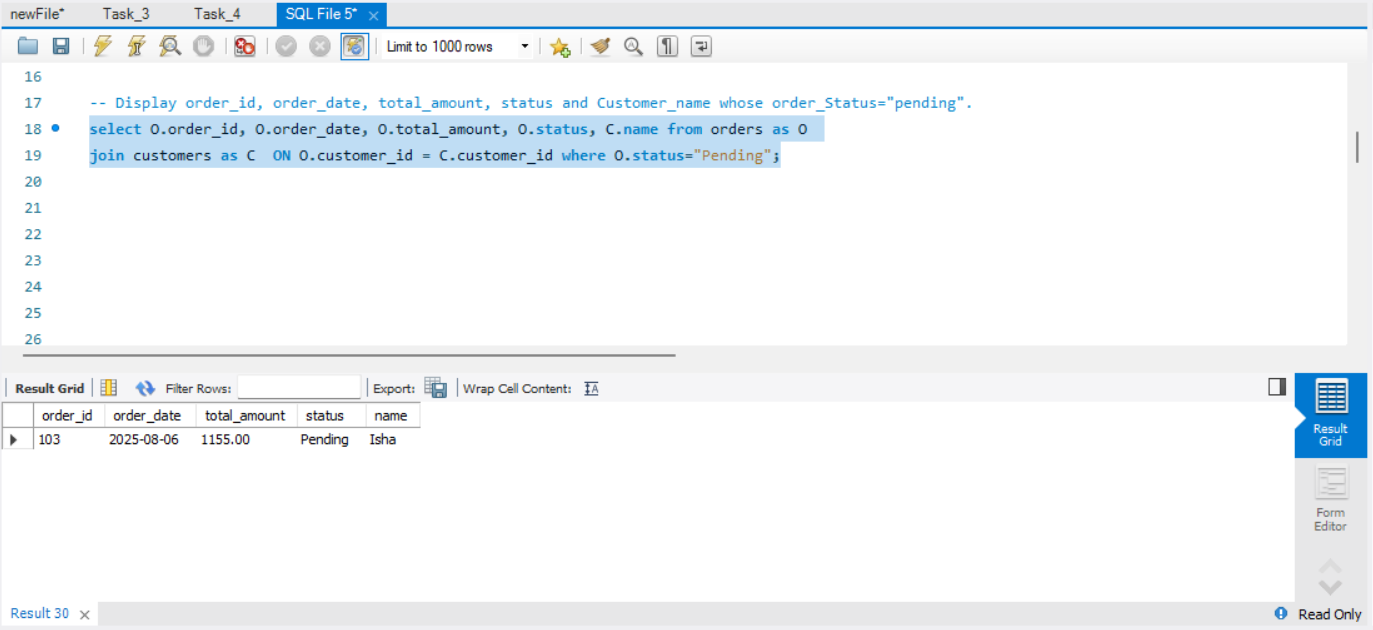 newFile* Task_3 Task_4 SQL File 5*
Limit to 1000 rows
16
17 -- Display order_id, order_date, total_amount, status and Customer_name whose order_Status="pending".
18 select O.order_id, O.order_date, O.total_amount, O.status, C.name from orders as O
19 join customers as C  ON O.customer_id = C.customer_id where O.status="Pending";
20
21
22
23
24
25
26
Result Grid Filter Rows: Export: Wrap Cell Content: IA
order_id order_date total_amount status name
103 2025-08-06 1155.00 Pending Isha
Result
Grid
Form
Editor
Result 30 Read Only